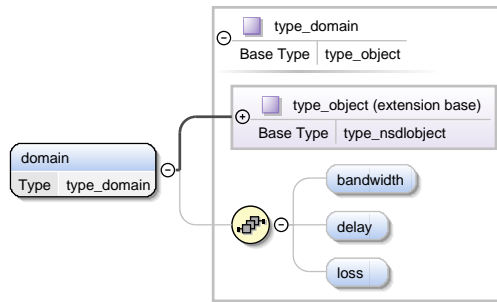 type_domain
Base Type type_object
type_object (extension base)
Base Type type_nsdlobject
domain
Type type_domain
bandwidth
delay
loss